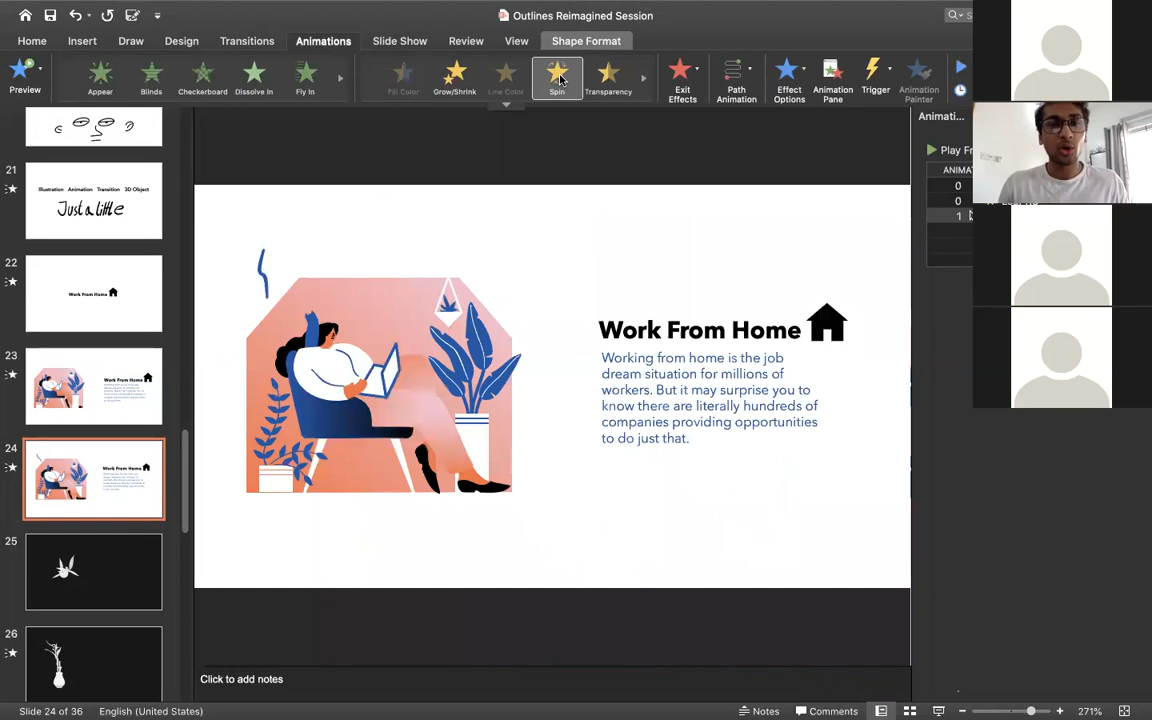 Outlines Reimagined Session
Home Insert Draw Design Transitions Animations Slide Show Review View Shape Format
Preview Appear Blinds Checkerboard Dissolve In Fly In Fill Color Grow/Shrink Line Color Spin Transparency Exit Effects Path Animation Effect Options Animation Pane Trigger Animation Painter
Animati...
Play Fr
ANIMA
0
0
1
21
Illustration Animation Transition 3D Object
Just a little
22
Work From Home
23
Work From Home
24
Work From Home
25
26
Work From Home
Working from home is the job
dream situation for millions of
workers. But it may surprise you to
know there are literally hundreds of
companies providing opportunities
to do just that.
Click to add notes
Slide 24 of 36 English (United States) Notes Comments 271%